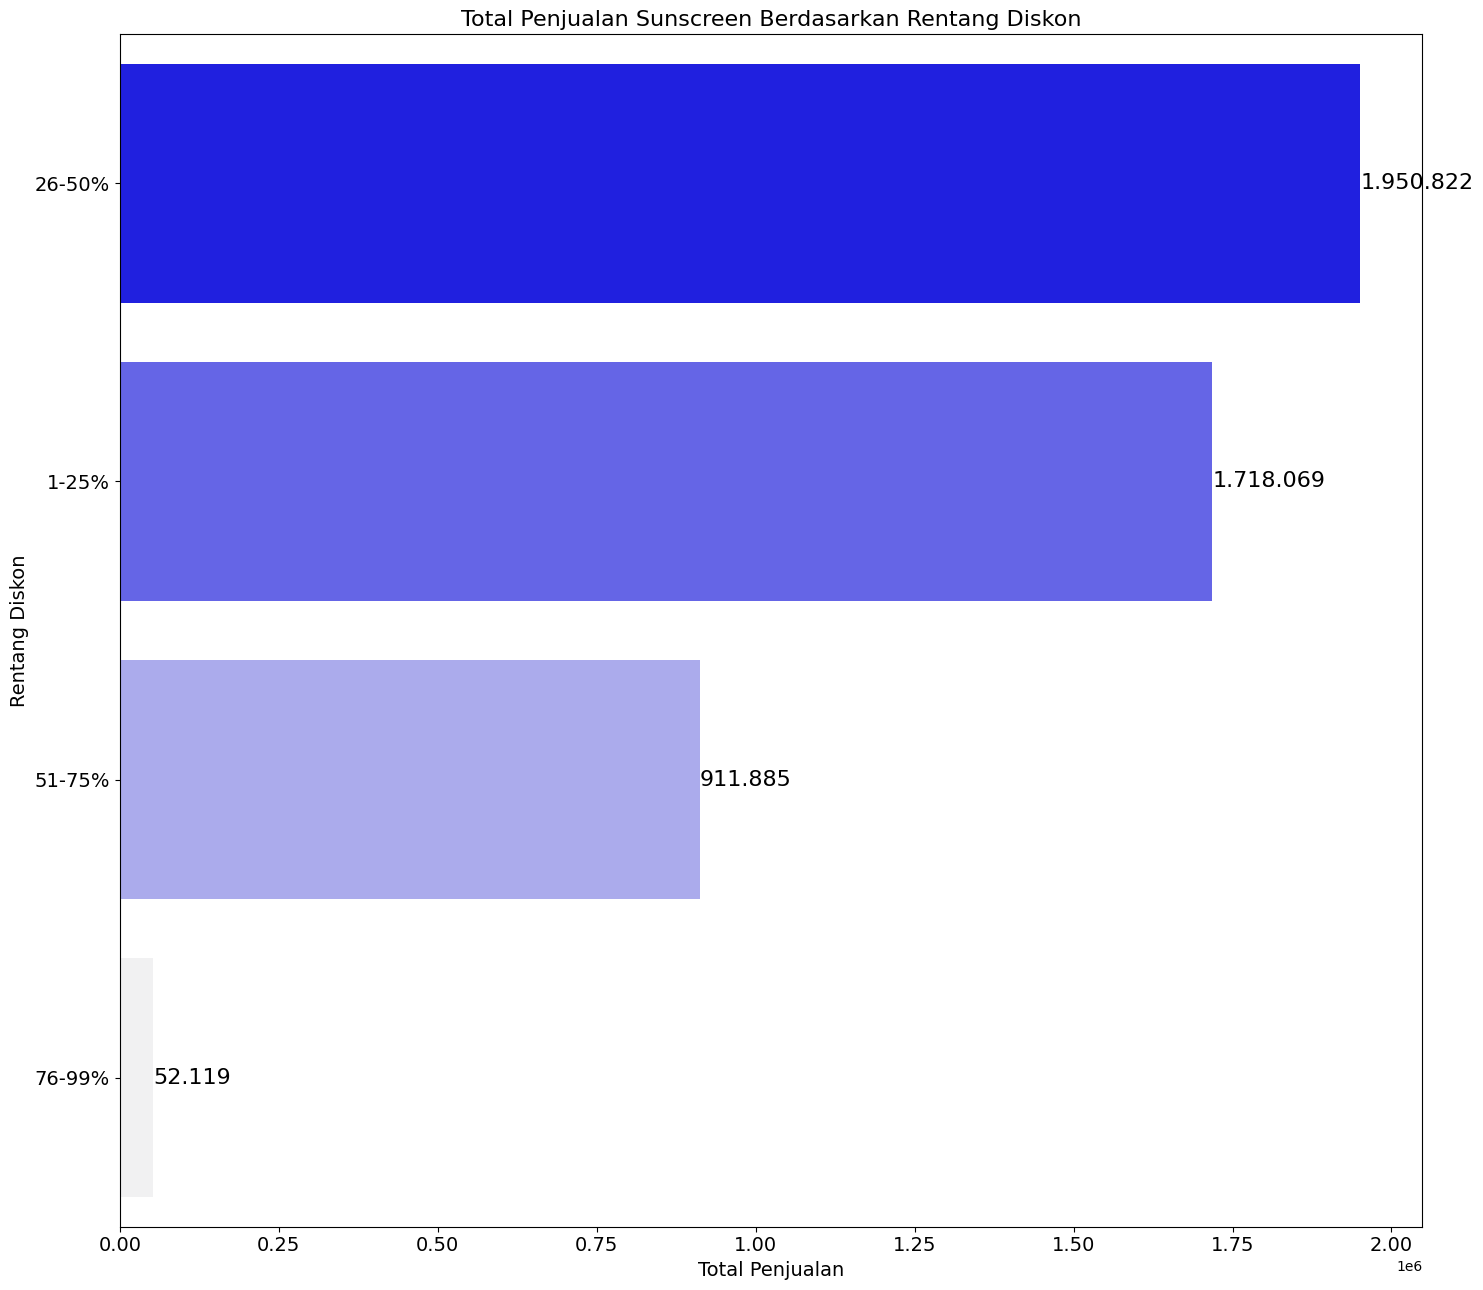 Total Penjualan Sunscreen Berdasarkan Rentang Diskon
26-50%
1.950.822
1-25%
1.718.069
Rentang Diskon
51-75%
911.885
76-99%
52.119
0.00 0.25 0.50 0.75 1.00 1.25 1.50 1.75 2.00
Total Penjualan
1e6